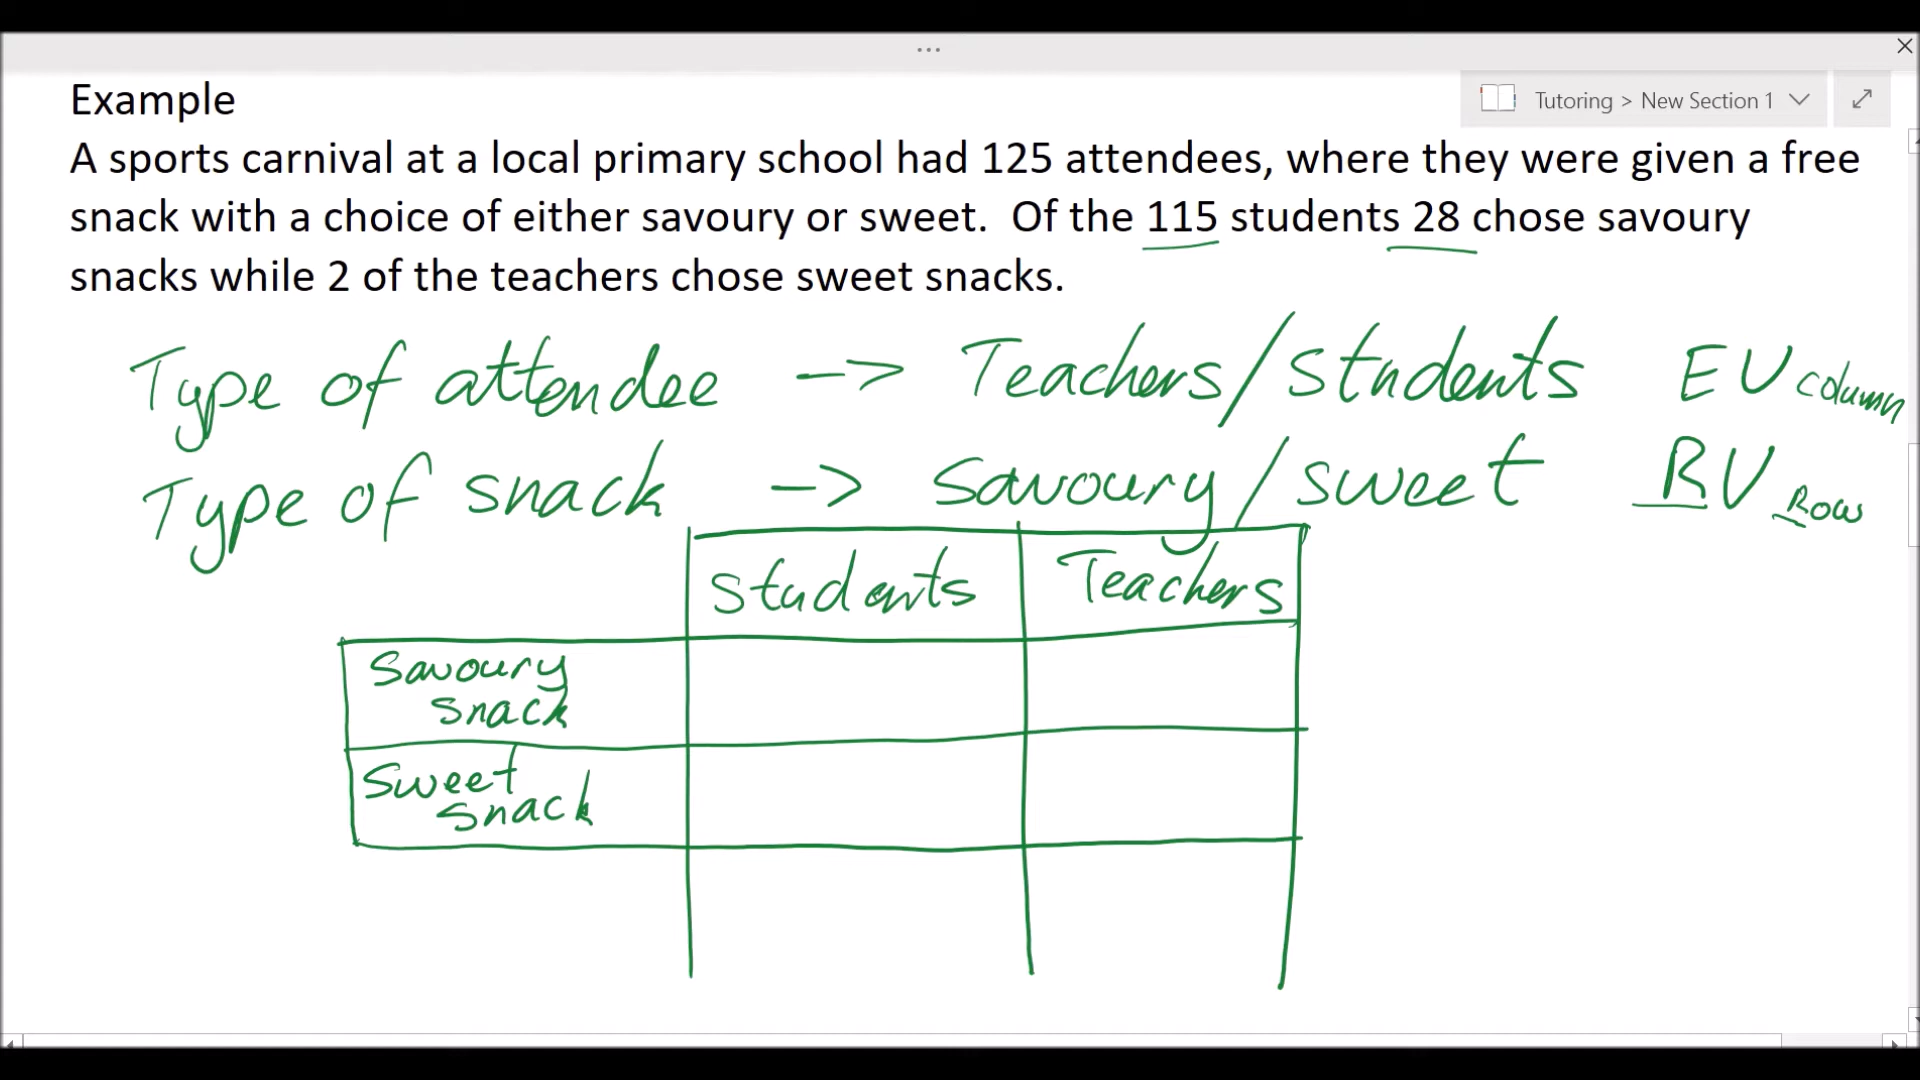 ...
Example
Tutoring > New Section 1
A sports carnival at a local primary school had 125 attendees, where they were given a free
snack with a choice of either savoury or sweet. Of the 115 students 28 chose savoury
snacks while 2 of the teachers chose sweet snacks.
Type of attendee -> Teachers/students EV column
Type of snack -> Savoury/sweet RV Row
Students Teachers
Savoury
snack
Sweet
snack